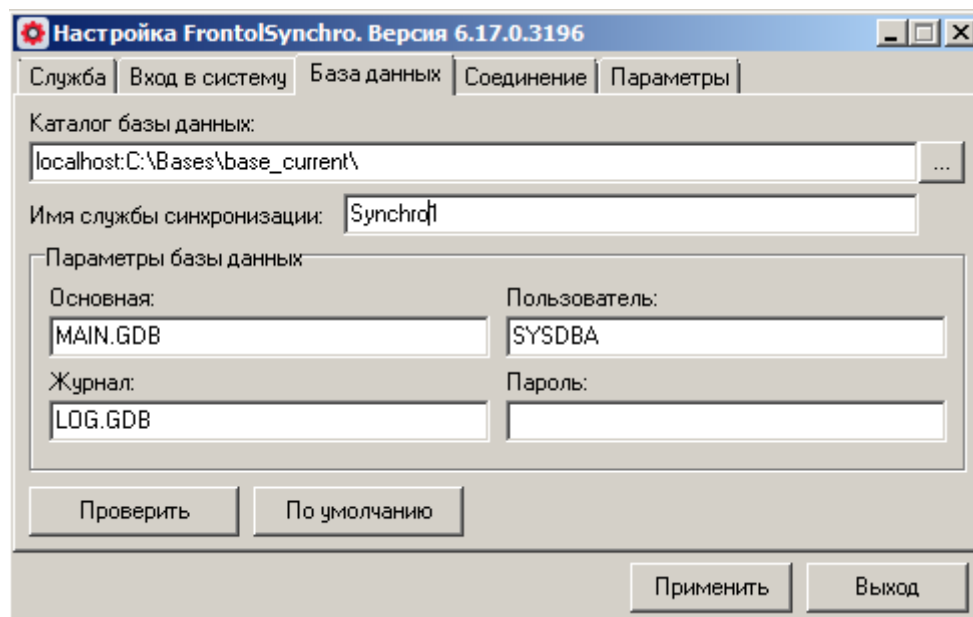 Настройка FrontolSynchro. Версия 6.17.0.3196
Служба Вход в систему База данных Соединение Параметры
Каталог базы данных:
localhost:C:\Bases\base_current\ ...
Имя службы синхронизации: Synchro1
Параметры базы данных
Основная: Пользователь:
MAIN.GDB SYSDBA
Журнал: Пароль:
LOG.GDB
Проверить По умолчанию
Применить Выход